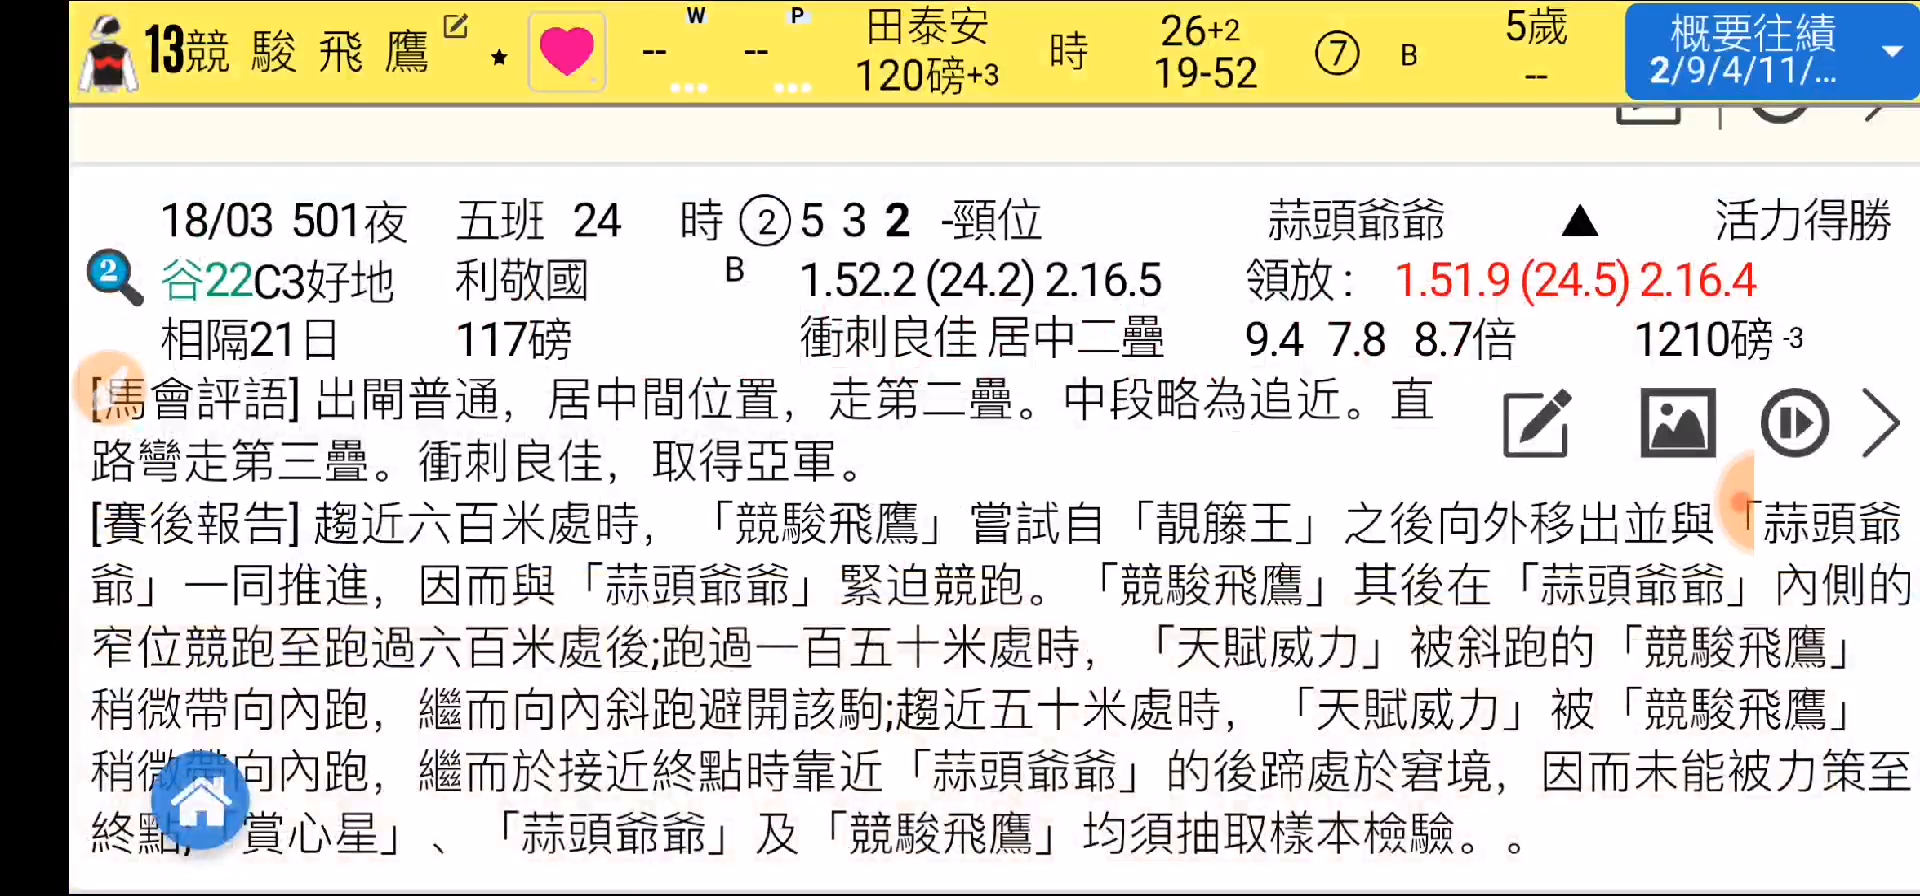 13競駿飛鷹 ★ -- W -- P 田泰安 時 26+2 ⑦ B 5歲 概要往績
120磅+3 19-52 -- 2/9/4/11/...
18/03 501夜 五班 24 時 ② 5 3 2 -頸位 蒜頭爺爺 ▲ 活力得勝
2 谷22C3好地 利敬國 B 1.52.2 (24.2) 2.16.5 領放： 1.51.9 (24.5) 2.16.4
相隔21日 117磅 衝刺良佳 居中二疊 9.4 7.8 8.7倍 1210磅 -3
[馬會評語] 出閘普通，居中間位置，走第二疊。中段略為追近。直
路彎走第三疊。衝刺良佳，取得亞軍。
[賽後報告] 趨近六百米處時，「競駿飛鷹」嘗試自「靚籐王」之後向外移出並與「蒜頭爺
爺」一同推進，因而與「蒜頭爺爺」緊迫競跑。「競駿飛鷹」其後在「蒜頭爺爺」內側的
窄位競跑至跑過六百米處後;跑過一百五十米處時，「天賦威力」被斜跑的「競駿飛鷹」
稍微帶向內跑，繼而向內斜跑避開該駒;趨近五十米處時，「天賦威力」被「競駿飛鷹」
稍微帶向內跑，繼而於接近終點時靠近「蒜頭爺爺」的後蹄處於窘境，因而未能被力策至
終點;「賞心星」、「蒜頭爺爺」及「競駿飛鷹」均須抽取樣本檢驗。。